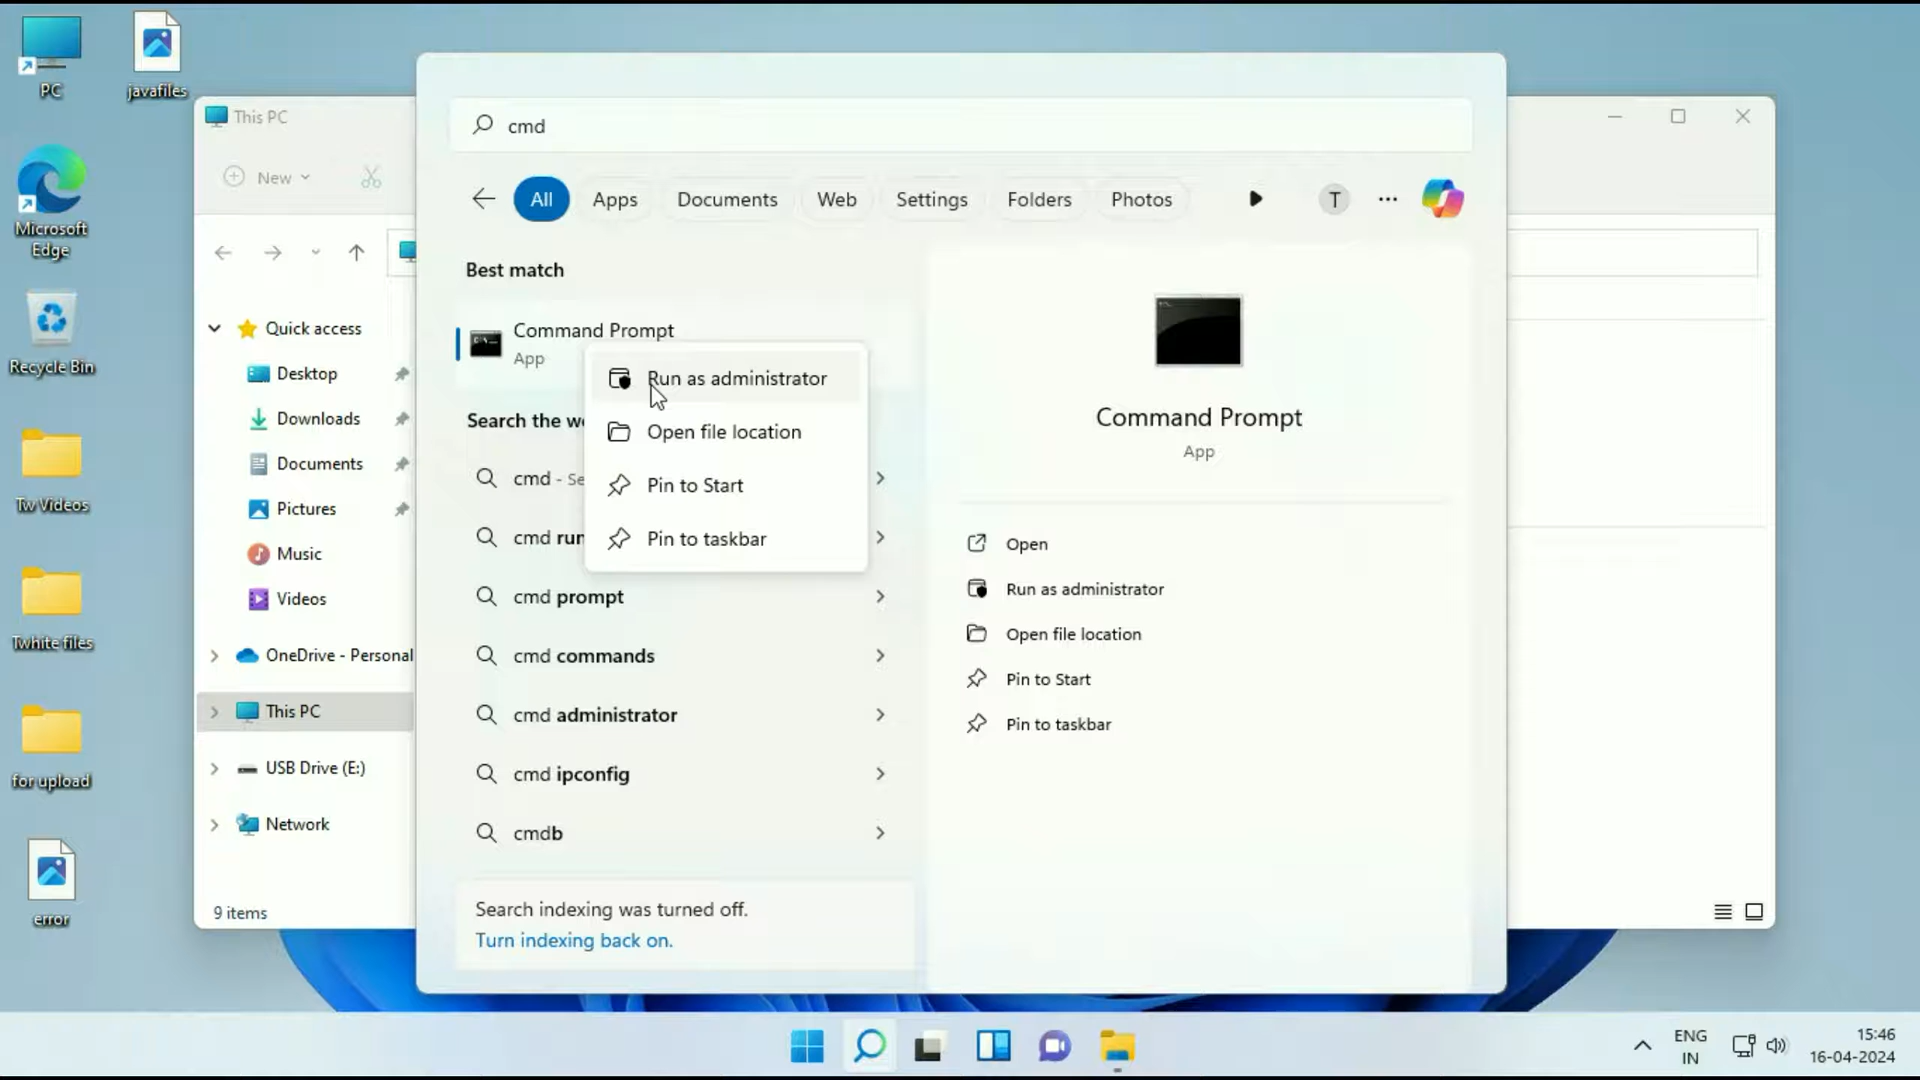 PC
javafiles
Microsoft
Edge
Recycle Bin
Tw Videos
Twhite files
for upload
error
This PC
New
Quick access
Desktop
Downloads
Documents
Pictures
Music
Videos
OneDrive - Personal
This PC
USB Drive (E:)
Network
9 items
cmd
All
Apps
Documents
Web
Settings
Folders
Photos
T
Best match
Command Prompt
App
Run as administrator
Open file location
Pin to Start
Pin to taskbar
Search the we
cmd - Se
cmd run
cmd prompt
cmd commands
cmd administrator
cmd ipconfig
cmdb
Search indexing was turned off.
Turn indexing back on.
Command Prompt
App
Open
Run as administrator
Open file location
Pin to Start
Pin to taskbar
ENG
IN
15:46
16-04-2024